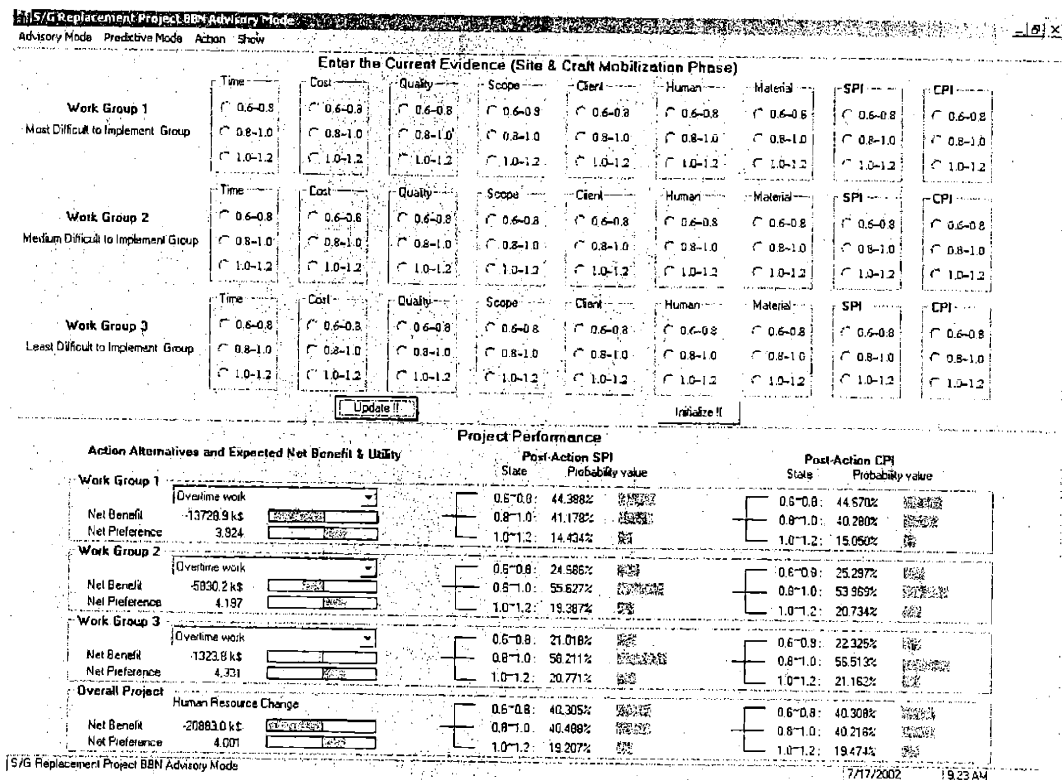 S/G Replacement Project BBN Advisory Mode
Advisory Mode Predictive Mode Action Show
Enter the Current Evidence (Site & Craft Mobilization Phase)
Time Cost Quality Scope Client Human Material SPI CPI
Work Group 1 0.6-0.8 0.6-0.8 0.6-0.8 0.6-0.8 0.6-0.8 0.6-0.8 0.6-0.8 0.6-0.8 0.6-0.8
Most Difficult to Implement Group 0.8-1.0 0.8-1.0 0.8-1.0 0.8-1.0 0.8-1.0 0.8-1.0 0.8-1.0 0.8-1.0 0.8-1.0
1.0-1.2 1.0-1.2 1.0-1.2 1.0-1.2 1.0-1.2 1.0-1.2 1.0-1.2 1.0-1.2 1.0-1.2
Time Cost Quality Scope Client Human Material SPI CPI
Work Group 2 0.6-0.8 0.6-0.8 0.6-0.8 0.6-0.8 0.6-0.8 0.6-0.8 0.6-0.8 0.6-0.8 0.6-0.8
Medium Difficult to Implement Group 0.8-1.0 0.8-1.0 0.8-1.0 0.8-1.0 0.8-1.0 0.8-1.0 0.8-1.0 0.8-1.0 0.8-1.0
1.0-1.2 1.0-1.2 1.0-1.2 1.0-1.2 1.0-1.2 1.0-1.2 1.0-1.2 1.0-1.2 1.0-1.2
Time Cost Quality Scope Client Human Material SPI CPI
Work Group 3 0.6-0.8 0.6-0.8 0.6-0.8 0.6-0.8 0.6-0.8 0.6-0.8 0.6-0.8 0.6-0.8 0.6-0.8
Least Difficult to Implement Group 0.8-1.0 0.8-1.0 0.8-1.0 0.8-1.0 0.8-1.0 0.8-1.0 0.8-1.0 0.8-1.0 0.8-1.0
1.0-1.2 1.0-1.2 1.0-1.2 1.0-1.2 1.0-1.2 1.0-1.2 1.0-1.2 1.0-1.2 1.0-1.2
Update !! Initialize !!
Project Performance
Action Alternatives and Expected Net Benefit & Utility Post-Action SPI Post-Action CPI
State Probability value State Probability value
Work Group 1
Overtime work 0.6~0.8: 44.388% 0.6~0.8: 44.670%
Net Benefit -13728.9 k$ 0.8~1.0: 41.178% 0.8~1.0: 40.280%
Net Preference 3.924 1.0~1.2: 14.434% 1.0~1.2: 15.050%
Work Group 2
Overtime work 0.6~0.8: 24.986% 0.6~0.8: 25.297%
Net Benefit -5830.2 k$ 0.8~1.0: 55.627% 0.8~1.0: 53.969%
Net Preference 4.197 1.0~1.2: 19.387% 1.0~1.2: 20.734%
Work Group 3
Overtime work 0.6~0.8: 21.018% 0.6~0.8: 22.325%
Net Benefit -1323.8 k$ 0.8~1.0: 58.211% 0.8~1.0: 56.513%
Net Preference 4.331 1.0~1.2: 20.771% 1.0~1.2: 21.162%
Overall Project
Human Resource Change 0.6~0.8: 40.305% 0.6~0.8: 40.308%
Net Benefit -20883.0 k$ 0.8~1.0: 40.488% 0.8~1.0: 40.216%
Net Preference 4.001 1.0~1.2: 19.207% 1.0~1.2: 19.474%
S/G Replacement Project BBN Advisory Mode 7/17/2002 9:23 AM